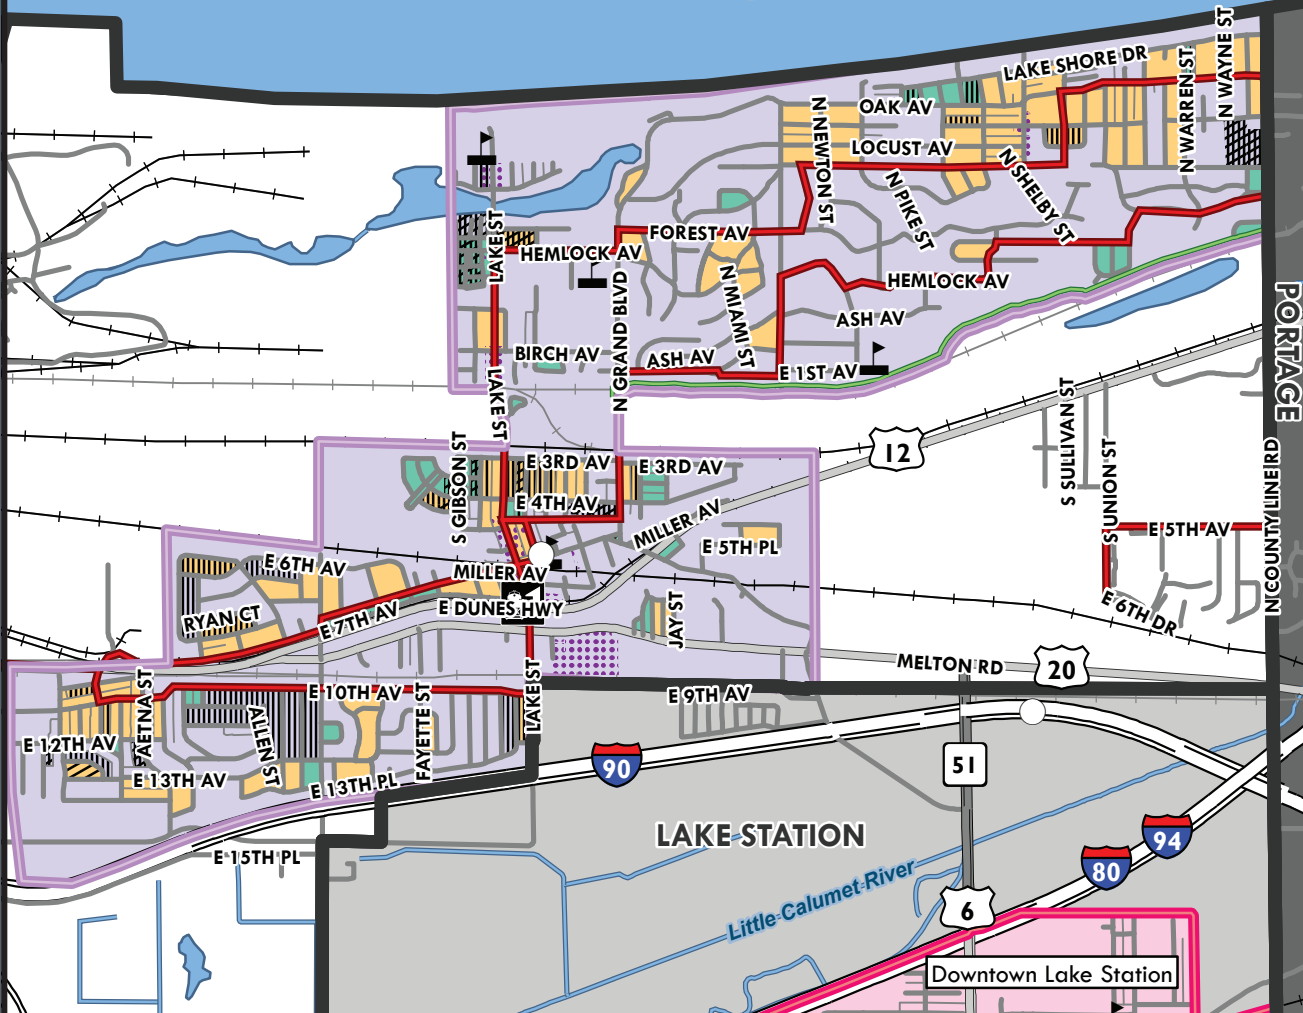 N WAYNE ST
LAKE SHORE DR
N WARREN ST
OAK AV
N NEWTON ST
LOCUST AV
N SHELBY ST
N PIKE ST
LAKE ST
FOREST AV
HEMLOCK AV
HEMLOCK AV
N MIAMI ST
N GRAND BLVD
ASH AV
BIRCH AV
ASH AV
E 1ST AV
PORTAGE
LAKE ST
S SULLIVAN ST
S GIBSON ST
12
E 3RD AV
E 3RD AV
S UNION ST
N COUNTY LINE RD
E 4TH AV
MILLER AV
E 5TH AV
E 5TH PL
E 6TH AV
MILLER AV
E 6TH DR
RYAN CT
E 7TH AV
E DUNES HWY
JAY ST
MELTON RD
20
AETNA ST
E 10TH AV
LAKE ST
E 9TH AV
ALLEN ST
FAYETTE ST
E 12TH AV
E 13TH AV
E 13TH PL
90
51
LAKE STATION
94
E 15TH PL
80
Little Calumet River
6
Downtown Lake Station